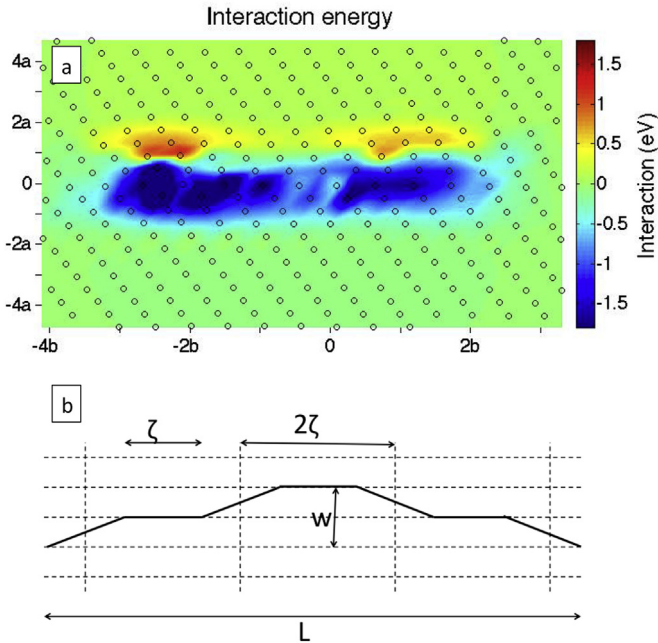 Interaction energy
a
4a
2a
0
-2a
-4a
-4b
-2b
0
2b
1.5
1
0.5
0
-0.5
-1
-1.5
Interaction (eV)
b
ζ
2ζ
w
L